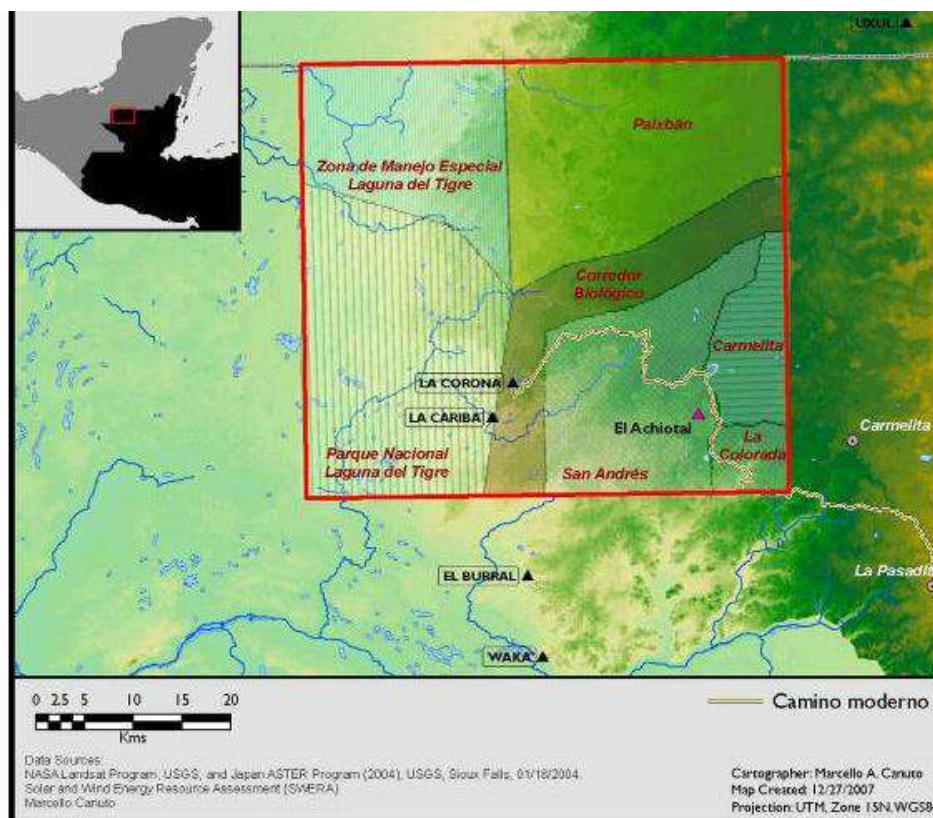 UXUL
Paixbán
Zona de Manejo Especial
Laguna del Tigre
Corredor
Biológico
Carmelita
LA CORONA
LA CARIBA
El Achiotal
Carmelita
La
Colorada
Parque Nacional
Laguna del Tigre
San Andrés
EL BURRAL
La Pasadit
WAKA'
0 2.5 5 10 15 20
Kms
Camino moderno
Data Sources:
NASA Landsat Program, USGS, and Japan ASTER Program (2004), USGS, Sioux Falls, 01/18/2004.
Solar and Wind Energy Resource Assessment (SWERA)
Marcello Canuto
Cartographer: Marcello A. Canuto
Map Created: 12/27/2007
Projection: UTM, Zone 15N. WGS8